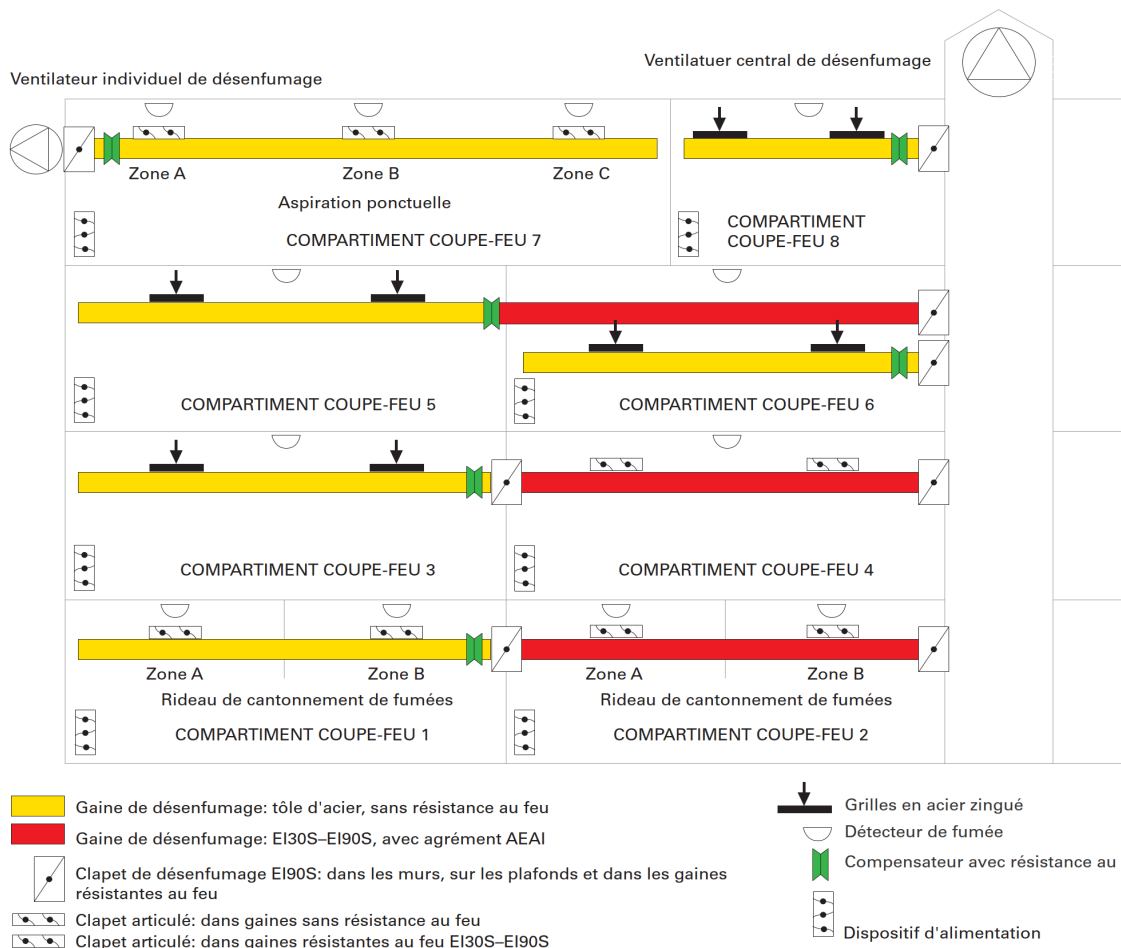 Ventilatuer central de désenfumage
Ventilateur individuel de désenfumage
Zone A
Zone B
Zone C
Aspiration ponctuelle
COMPARTIMENT COUPE-FEU 7
COMPARTIMENT
COUPE-FEU 8
COMPARTIMENT COUPE-FEU 5
COMPARTIMENT COUPE-FEU 6
COMPARTIMENT COUPE-FEU 3
COMPARTIMENT COUPE-FEU 4
Zone A
Zone B
Zone A
Zone B
Rideau de cantonnement de fumées
Rideau de cantonnement de fumées
COMPARTIMENT COUPE-FEU 1
COMPARTIMENT COUPE-FEU 2
Gaine de désenfumage: tôle d'acier, sans résistance au feu
Gaine de désenfumage: EI30S–EI90S, avec agrément AEAI
Clapet de désenfumage EI90S: dans les murs, sur les plafonds et dans les gaines
résistantes au feu
Clapet articulé: dans gaines sans résistance au feu
Clapet articulé: dans gaines résistantes au feu EI30S–EI90S
Grilles en acier zingué
Détecteur de fumée
Compensateur avec résistance au
Dispositif d'alimentation